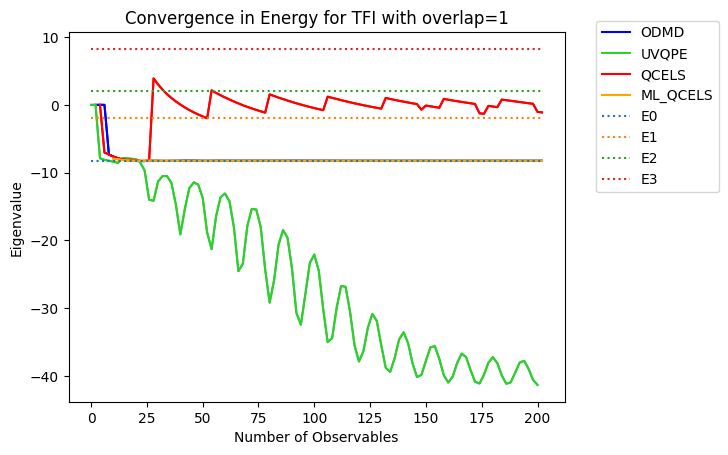 Convergence in Energy for TFI with overlap=1
10
0
−10
−20
−30
−40
Eigenvalue
0 25 50 75 100 125 150 175 200
Number of Observables
ODMD
UVQPE
QCELS
ML_QCELS
E0
E1
E2
E3